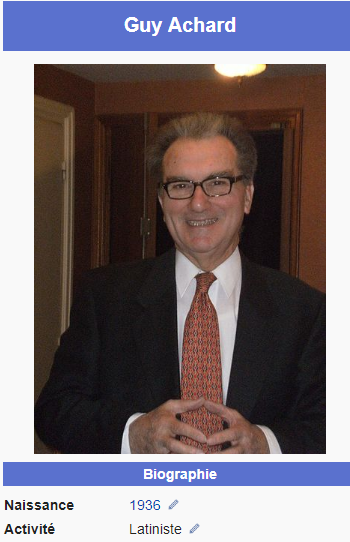 Guy Achard
Biographie
Naissance 1936
Activité Latiniste